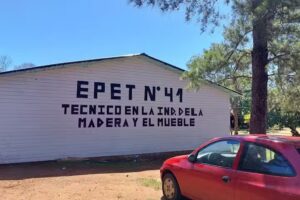 EPET N° 41
TECNICO EN LA IND. DE LA
MADERA Y EL MUEBLE